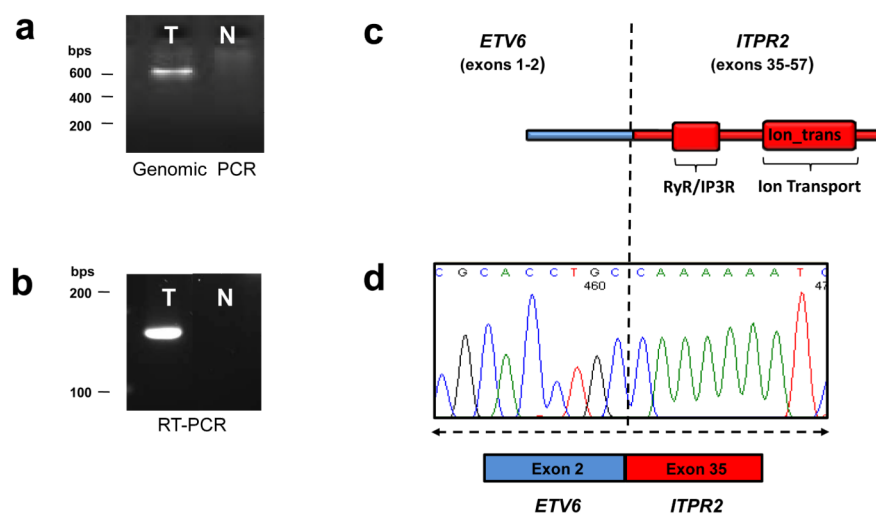 a
T N
bps
600
400
200
Genomic PCR
b
bps
T N
200
100
RT-PCR
c
ETV6
(exons 1-2)
ITPR2
(exons 35-57)
Ion_trans
RyR/IP3R
Ion Transport
d
C G C A C C T G C C A A A A A A T C
460
47
Exon 2
Exon 35
ETV6
ITPR2